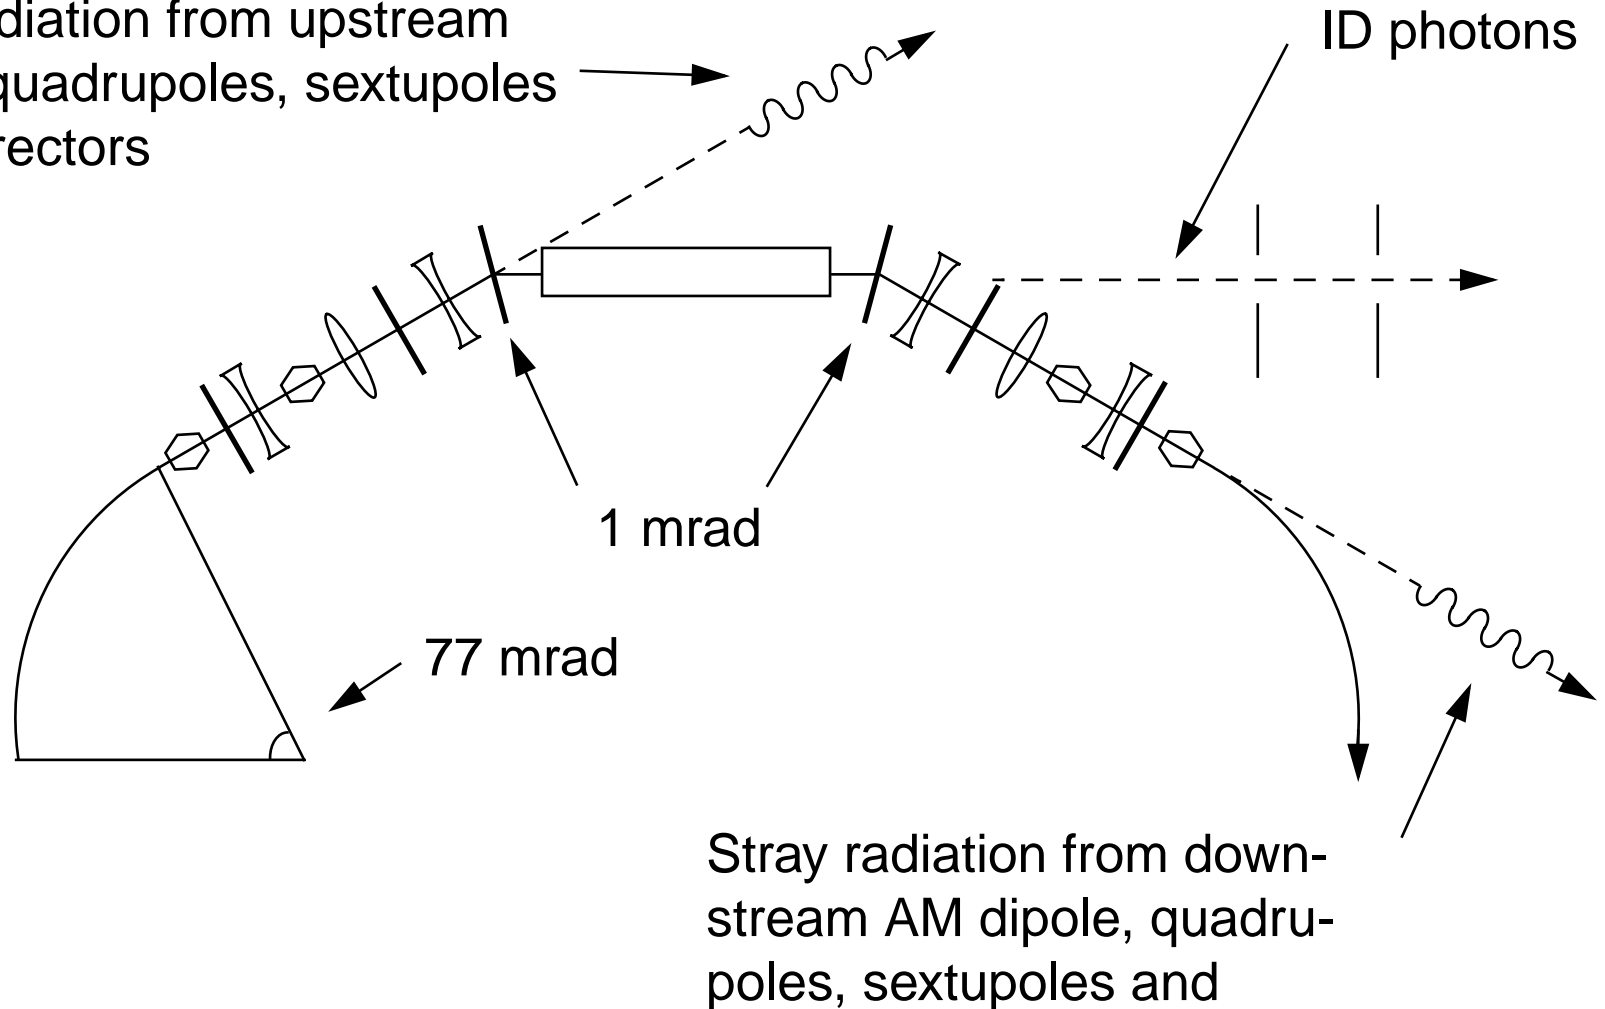 diation from upstream
quadrupoles, sextupoles
rectors
ID photons
1 mrad
77 mrad
Stray radiation from down-
stream AM dipole, quadru-
poles, sextupoles and